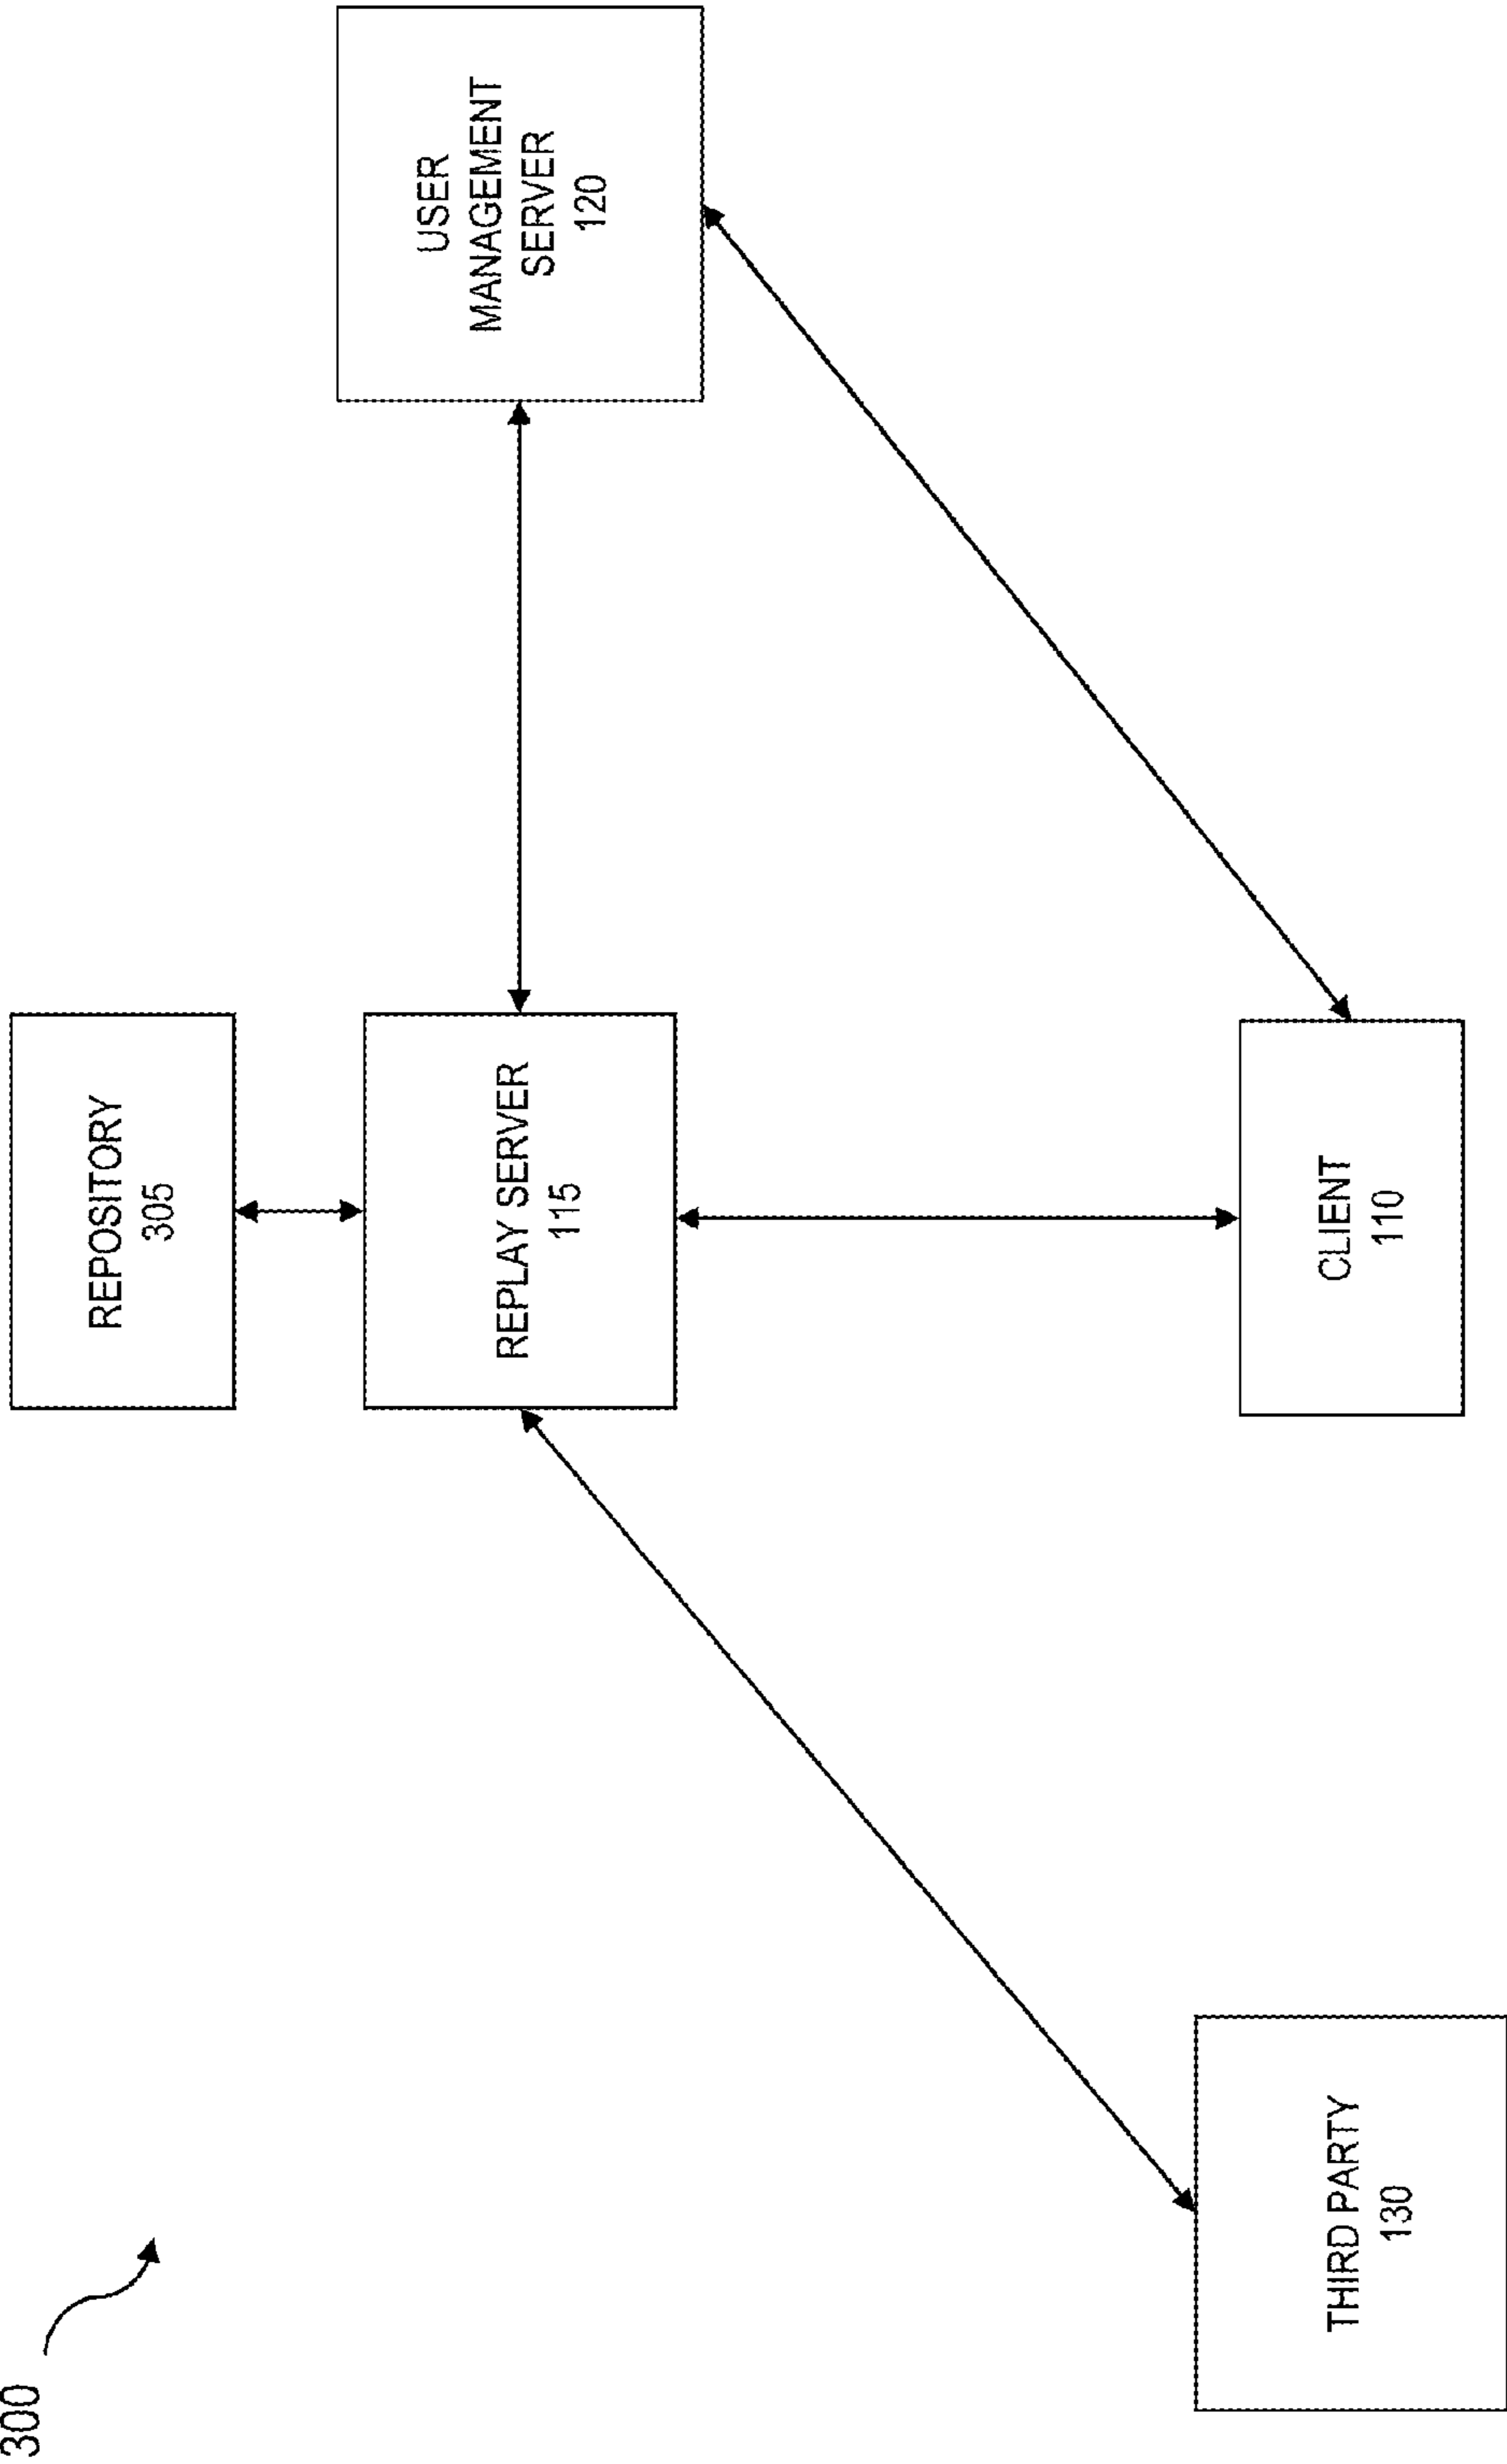 300
REPOSITORY
305
REPLAY SERVER
115
USER
MANAGEMENT
SERVER
120
THIRD PARTY
130
CLIENT
110